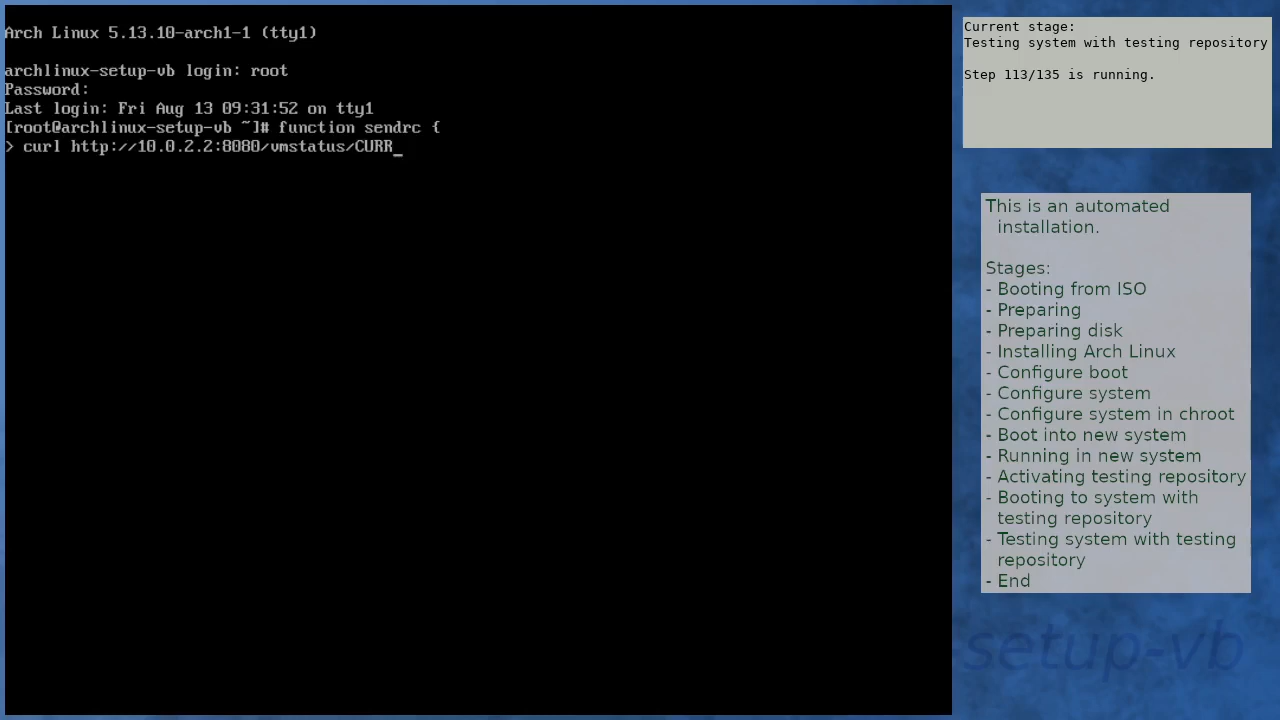 Arch Linux 5.13.10-arch1-1 (tty1)
archlinux-setup-vb login: root
Password:
Last login: Fri Aug 13 09:31:52 on tty1
[root@archlinux-setup-vb ~]# function sendrc {
> curl http://10.0.2.2:8080/vmstatus/CURR_
Current stage:
Testing system with testing repository
Step 113/135 is running.
This is an automated
installation.
Stages:
- Booting from ISO
- Preparing
- Preparing disk
- Installing Arch Linux
- Configure boot
- Configure system
- Configure system in chroot
- Boot into new system
- Running in new system
- Activating testing repository
- Booting to system with
testing repository
- Testing system with testing
repository
- End
setup-vb